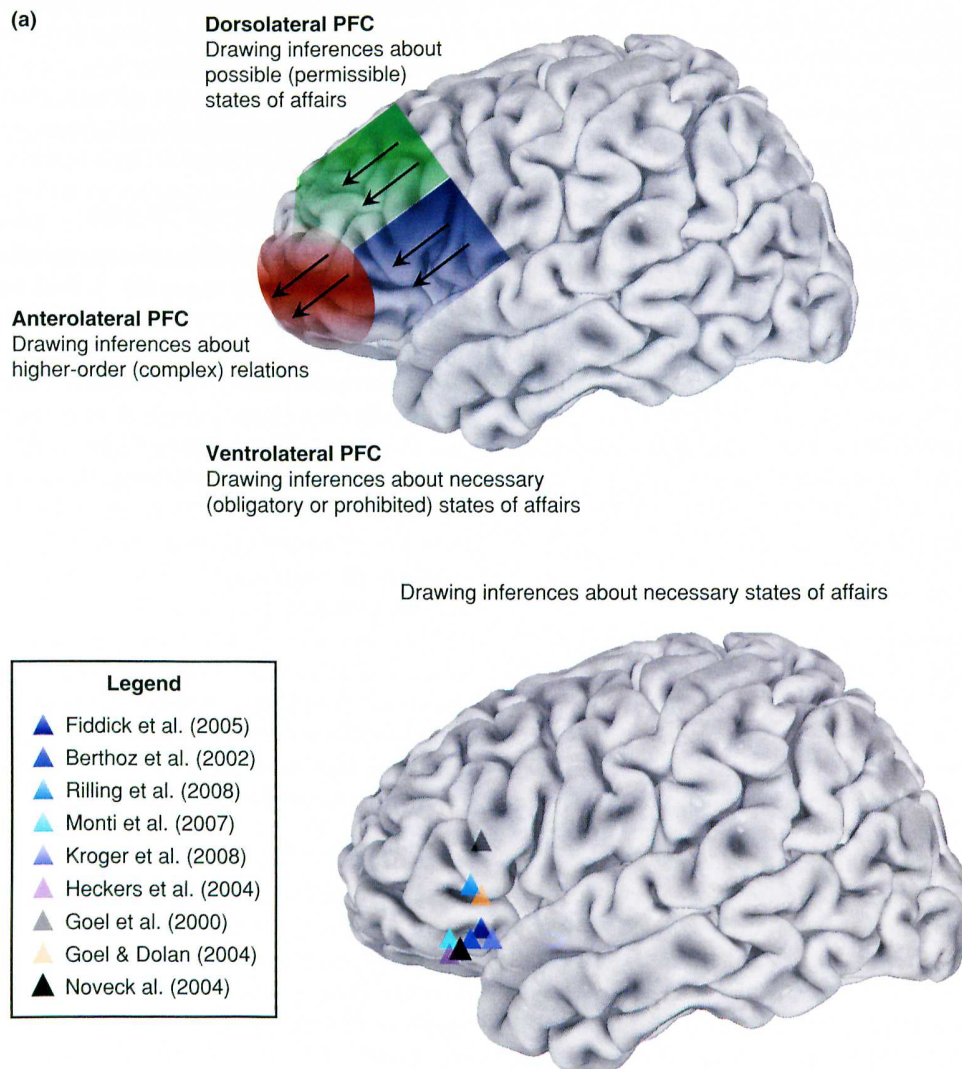 (a)
Dorsolateral PFC
Drawing inferences about
possible (permissible)
states of affairs
Anterolateral PFC
Drawing inferences about
higher-order (complex) relations
Ventrolateral PFC
Drawing inferences about necessary
(obligatory or prohibited) states of affairs
Drawing inferences about necessary states of affairs
Legend
Fiddick et al. (2005)
Berthoz et al. (2002)
Rilling et al. (2008)
Monti et al. (2007)
Kroger et al. (2008)
Heckers et al. (2004)
Goel et al. (2000)
Goel & Dolan (2004)
Noveck al. (2004)